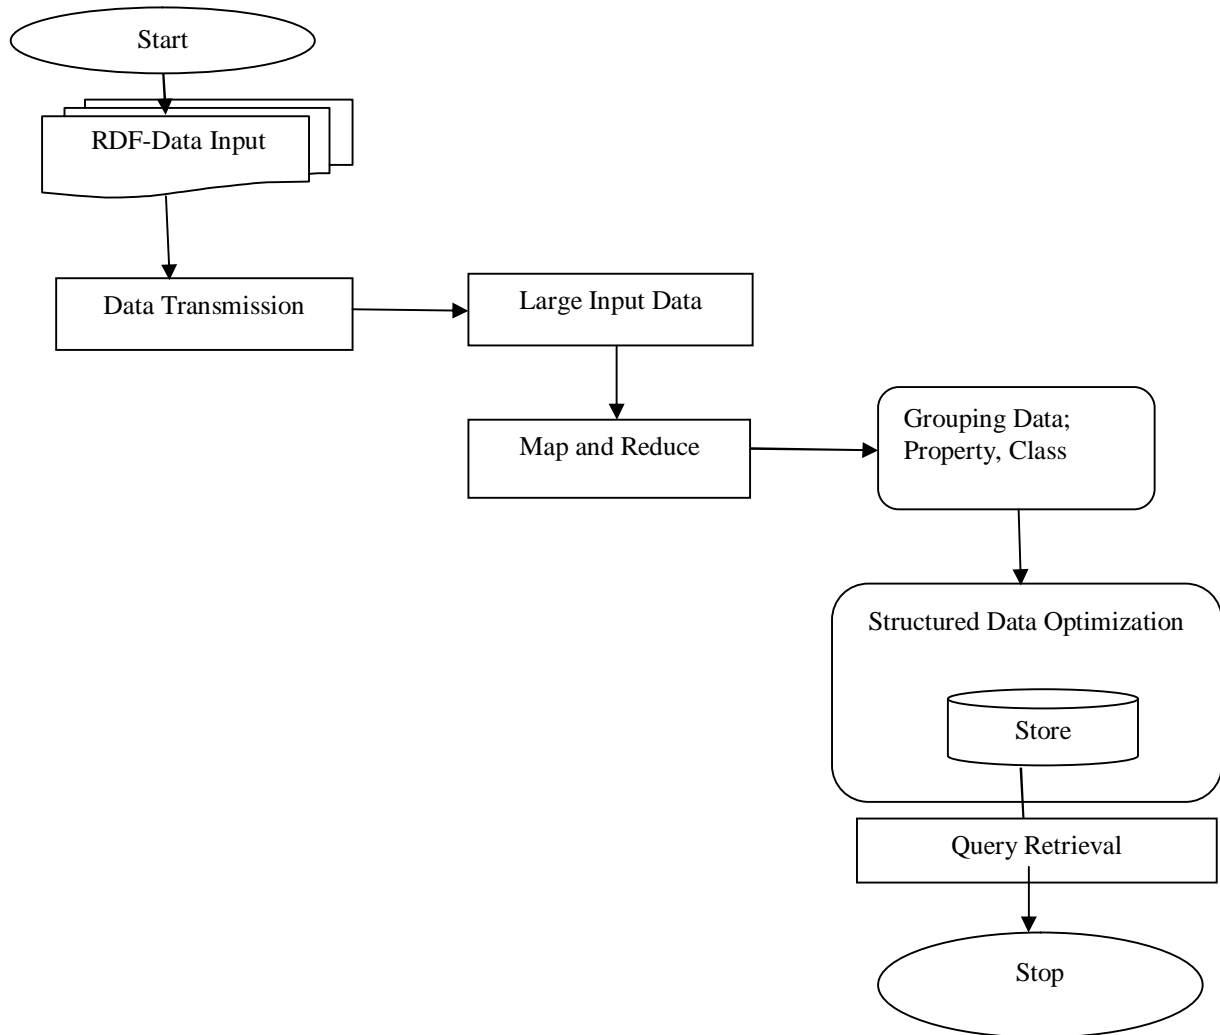 Start
RDF-Data Input
Data Transmission
Large Input Data
Map and Reduce
Grouping Data;
Property, Class
Structured Data Optimization
Store
Query Retrieval
Stop